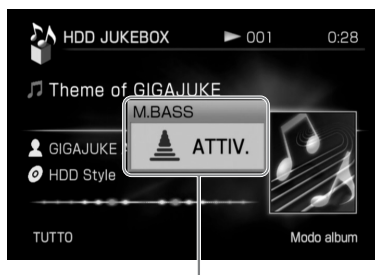 HDD JUKEBOX 001 0:28
Theme of GIGAJUKE
M.BASS
ATTIV.
GIGAJUKE
HDD Style
TUTTO Modo album